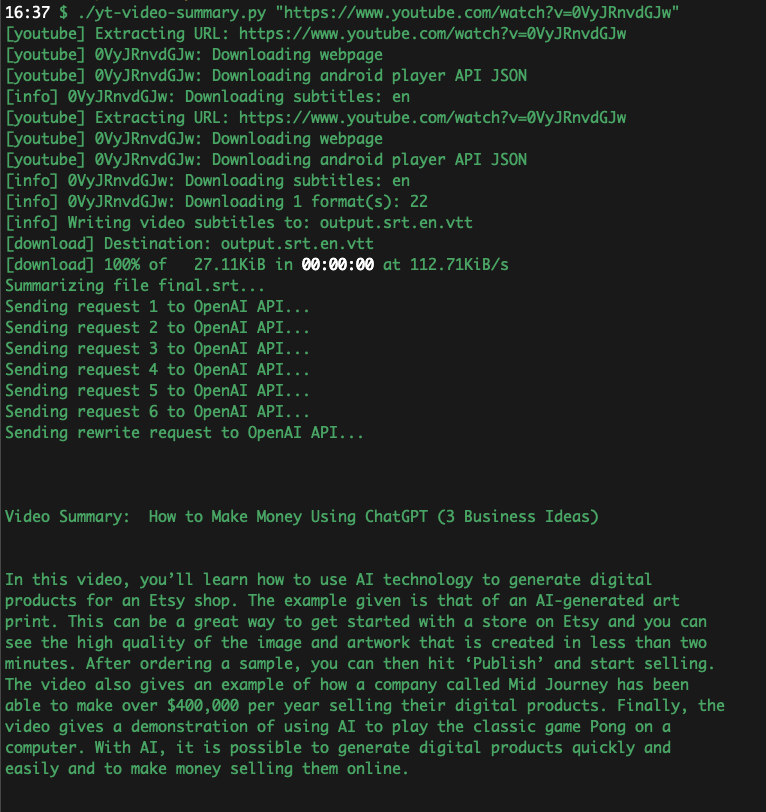 16:37 $ ./yt-video-summary.py "https://www.youtube.com/watch?v=0VyJRnvdGJw"
[youtube] Extracting URL: https://www.youtube.com/watch?v=0VyJRnvdGJw
[youtube] 0VyJRnvdGJw: Downloading webpage
[youtube] 0VyJRnvdGJw: Downloading android player API JSON
[info] 0VyJRnvdGJw: Downloading subtitles: en
[youtube] Extracting URL: https://www.youtube.com/watch?v=0VyJRnvdGJw
[youtube] 0VyJRnvdGJw: Downloading webpage
[youtube] 0VyJRnvdGJw: Downloading android player API JSON
[info] 0VyJRnvdGJw: Downloading subtitles: en
[info] 0VyJRnvdGJw: Downloading 1 format(s): 22
[info] Writing video subtitles to: output.srt.en.vtt
[download] Destination: output.srt.en.vtt
[download] 100% of   27.11KiB in 00:00:00 at 112.71KiB/s
Summarizing file final.srt...
Sending request 1 to OpenAI API...
Sending request 2 to OpenAI API...
Sending request 3 to OpenAI API...
Sending request 4 to OpenAI API...
Sending request 5 to OpenAI API...
Sending request 6 to OpenAI API...
Sending rewrite request to OpenAI API...
Video Summary:  How to Make Money Using ChatGPT (3 Business Ideas)
In this video, you’ll learn how to use AI technology to generate digital
products for an Etsy shop. The example given is that of an AI-generated art
print. This can be a great way to get started with a store on Etsy and you can
see the high quality of the image and artwork that is created in less than two
minutes. After ordering a sample, you can then hit ‘Publish’ and start selling.
The video also gives an example of how a company called Mid Journey has been
able to make over $400,000 per year selling their digital products. Finally, the
video gives a demonstration of using AI to play the classic game Pong on a
computer. With AI, it is possible to generate digital products quickly and
easily and to make money selling them online.